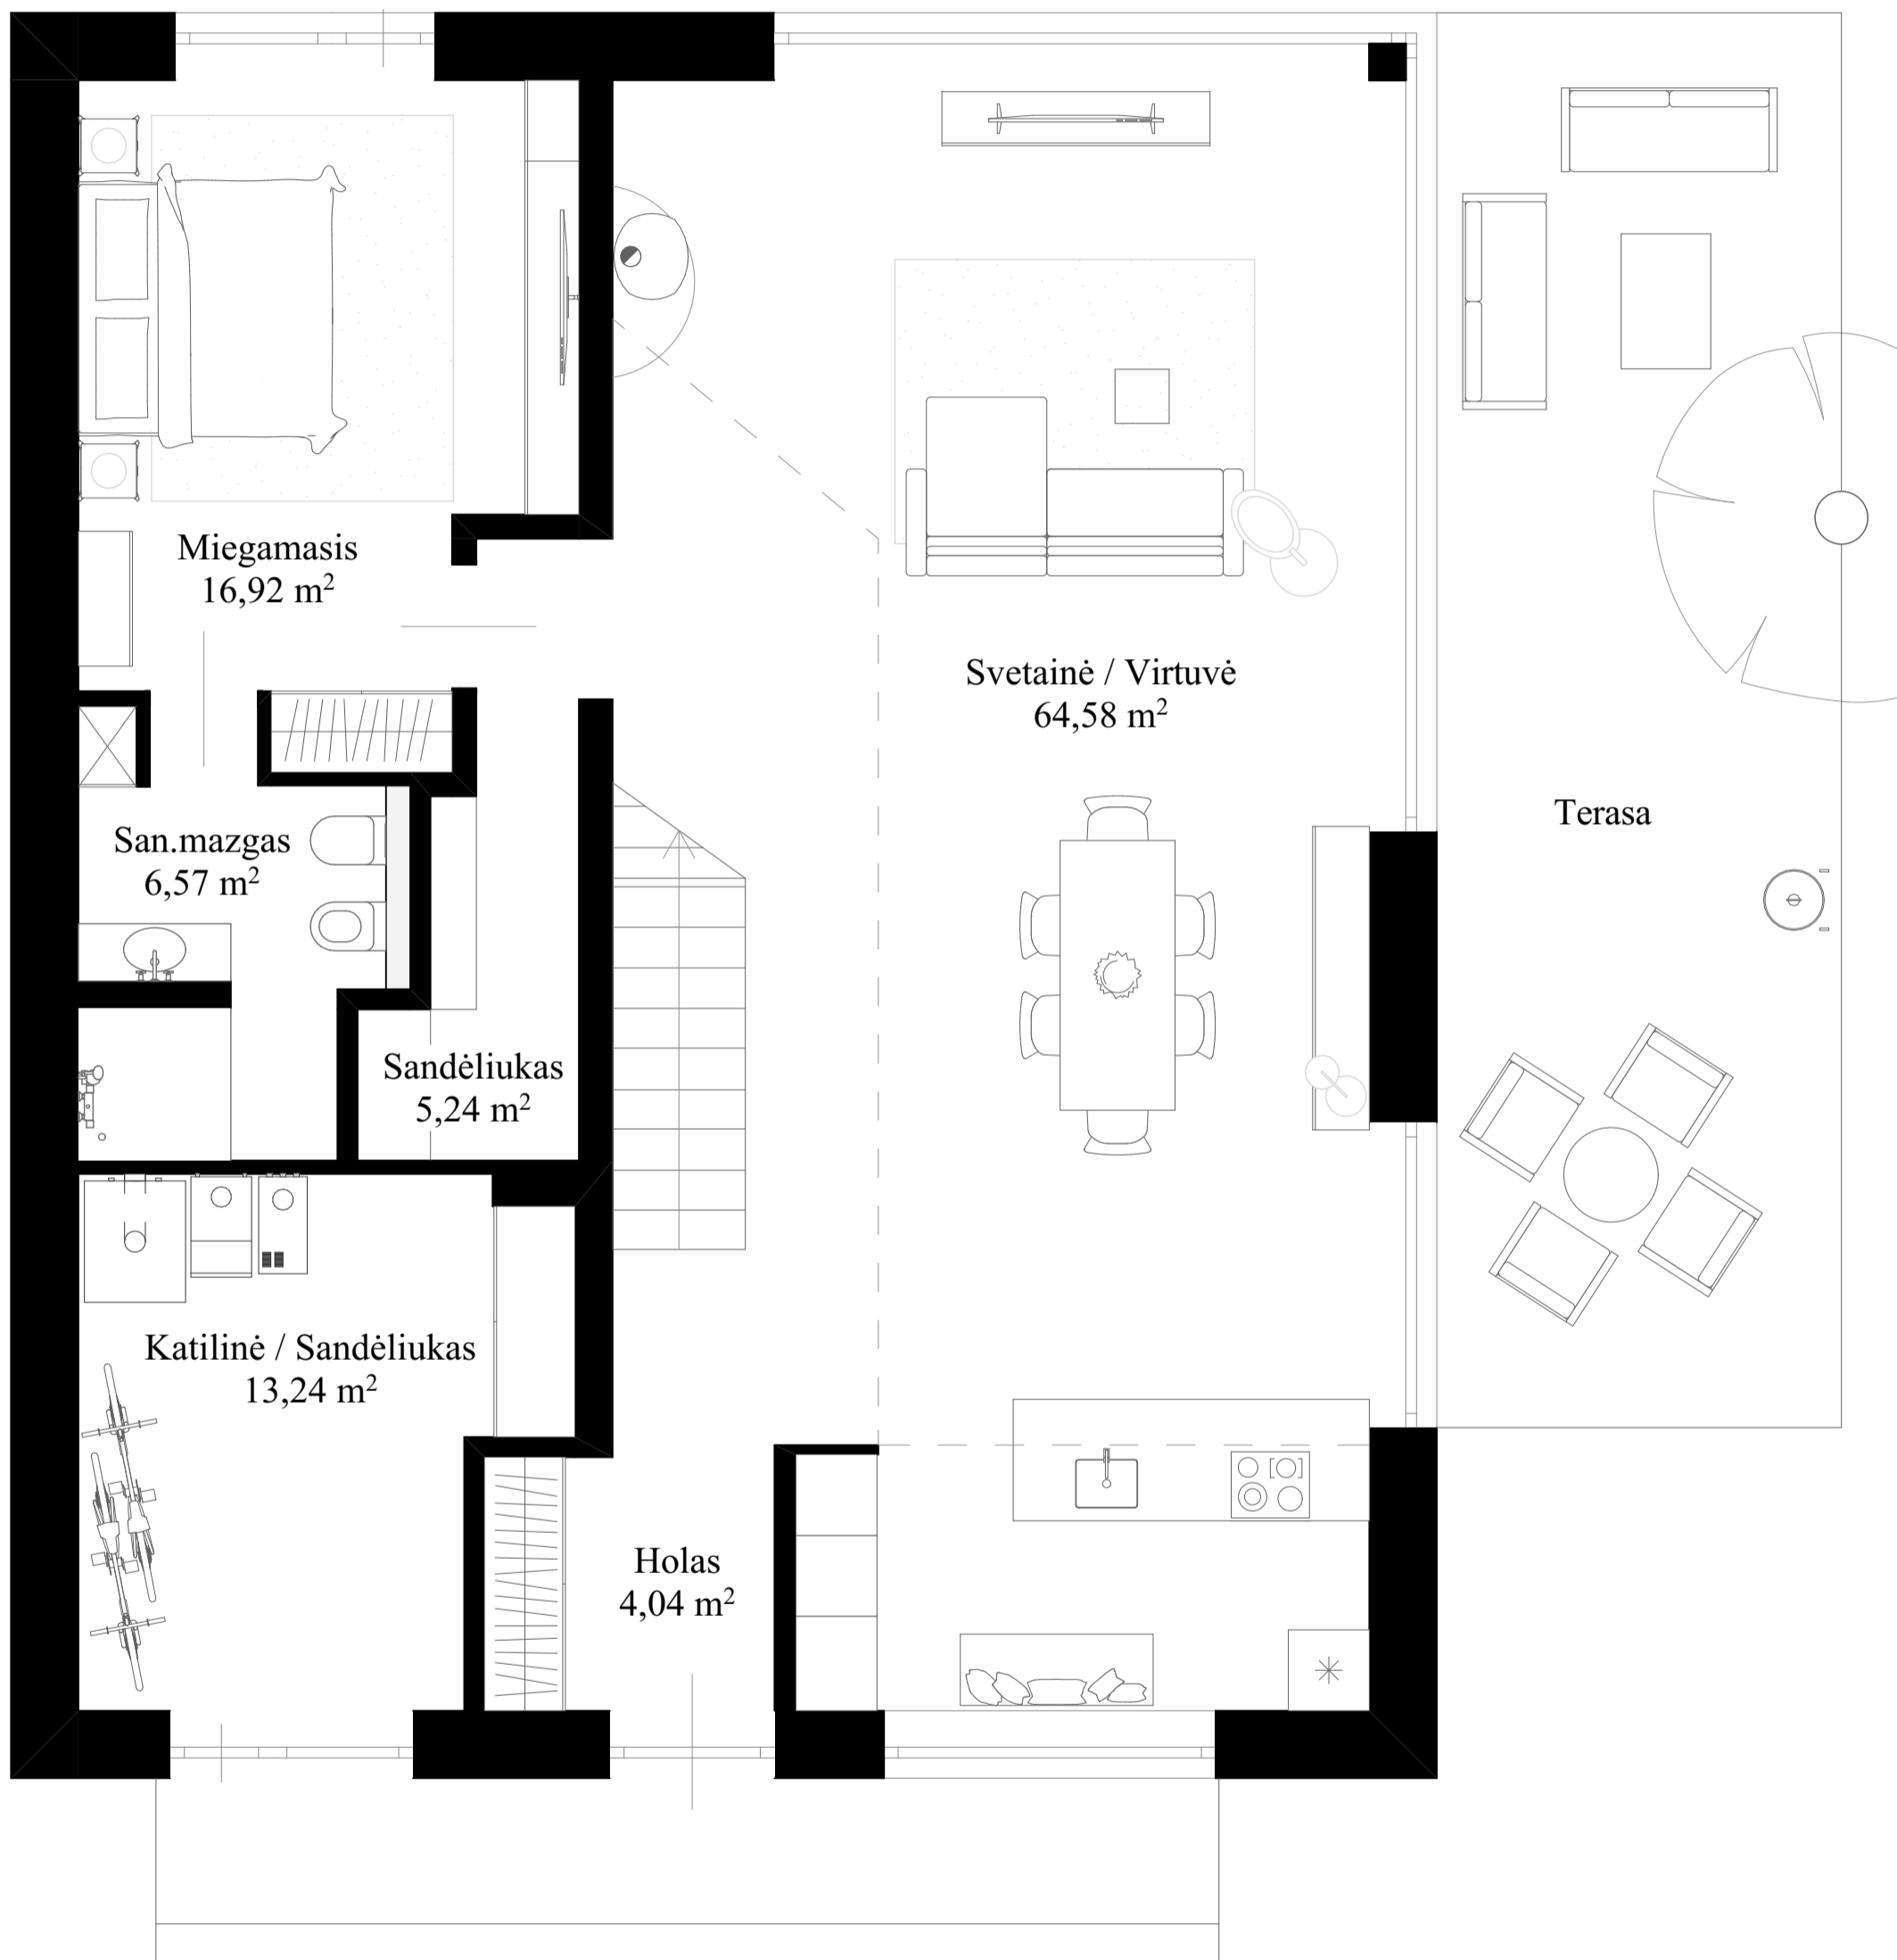 Miegamasis
16,92 m²
Svetainė / Virtuvė
64,58 m²
Terasa
San.mazgas
6,57 m²
Sandėliukas
5,24 m²
Katilinė / Sandėliukas
13,24 m²
Holas
4,04 m²